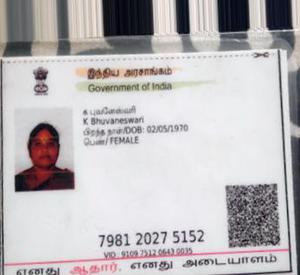 இந்திய அரசாங்கம்
Government of India
க புவனேஸ்வரி
K Bhuvaneswari
பிறந்த நாள்/DOB: 02/05/1970
பெண்/ FEMALE
7981 2027 5152
VID : 9109 7512 0643 0035
எனது ஆதார், எனது அடையாளம்